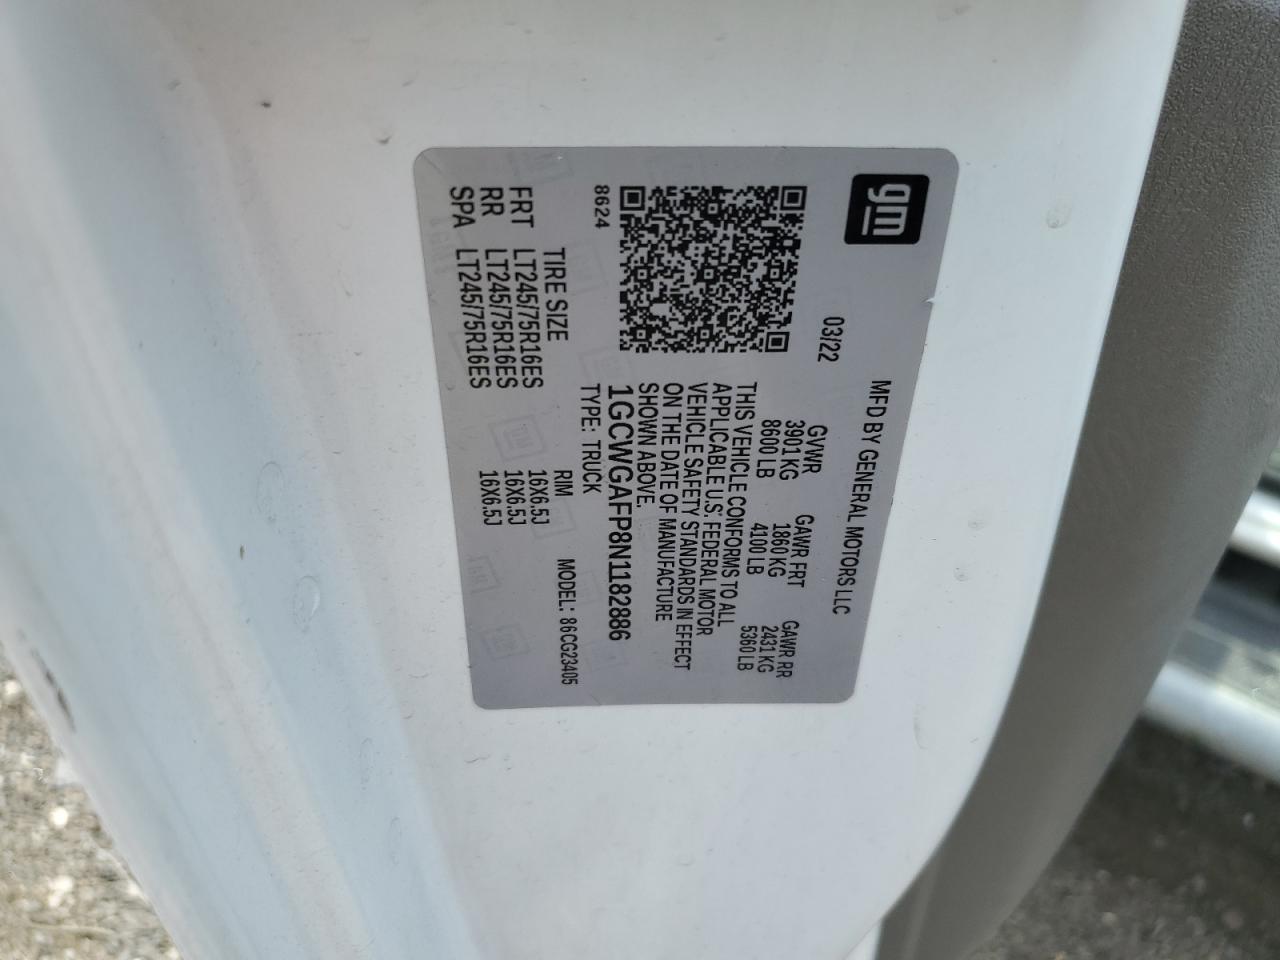 gm
MFD BY GENERAL MOTORS LLC
03/22
GVWR GAWR FRT GAWR RR
3901 KG 1860 KG 2431 KG
8600 LB 4100 LB 5360 LB
THIS VEHICLE CONFORMS TO ALL
APPLICABLE U.S. FEDERAL MOTOR
VEHICLE SAFETY STANDARDS IN EFFECT
ON THE DATE OF MANUFACTURE
SHOWN ABOVE.
1GCWGAFP8N1182886
8624
TYPE: TRUCK MODEL: 86CG23405
TIRE SIZE RIM
FRT LT245/75R16ES 16X6.5J
RR LT245/75R16ES 16X6.5J
SPA LT245/75R16ES 16X6.5J